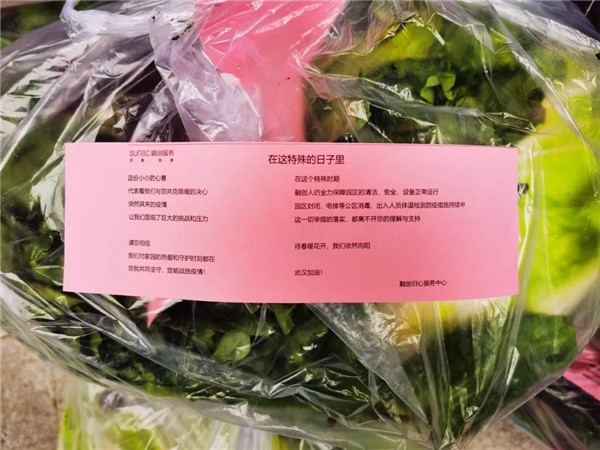 sunac 融创服务
在这特殊的日子里
这份小小的心意
代表着我们与您共克艰难的决心
突然其来的疫情
让我们面临了巨大的挑战和压力
请您相信
我们对家园的热爱和守护时刻都在
您我共同坚守，定能战胜疫情！
在这个特殊时期
融创人仍全力保障园区的清洁、安全、设备正常运行
园区封闭、电梯等公区消毒、出入人员体温检测防疫措施持续中
这一切举措的落实，都离不开您的理解与支持
待春暖花开，我们依然向阳
武汉加油！
融创归心服务中心